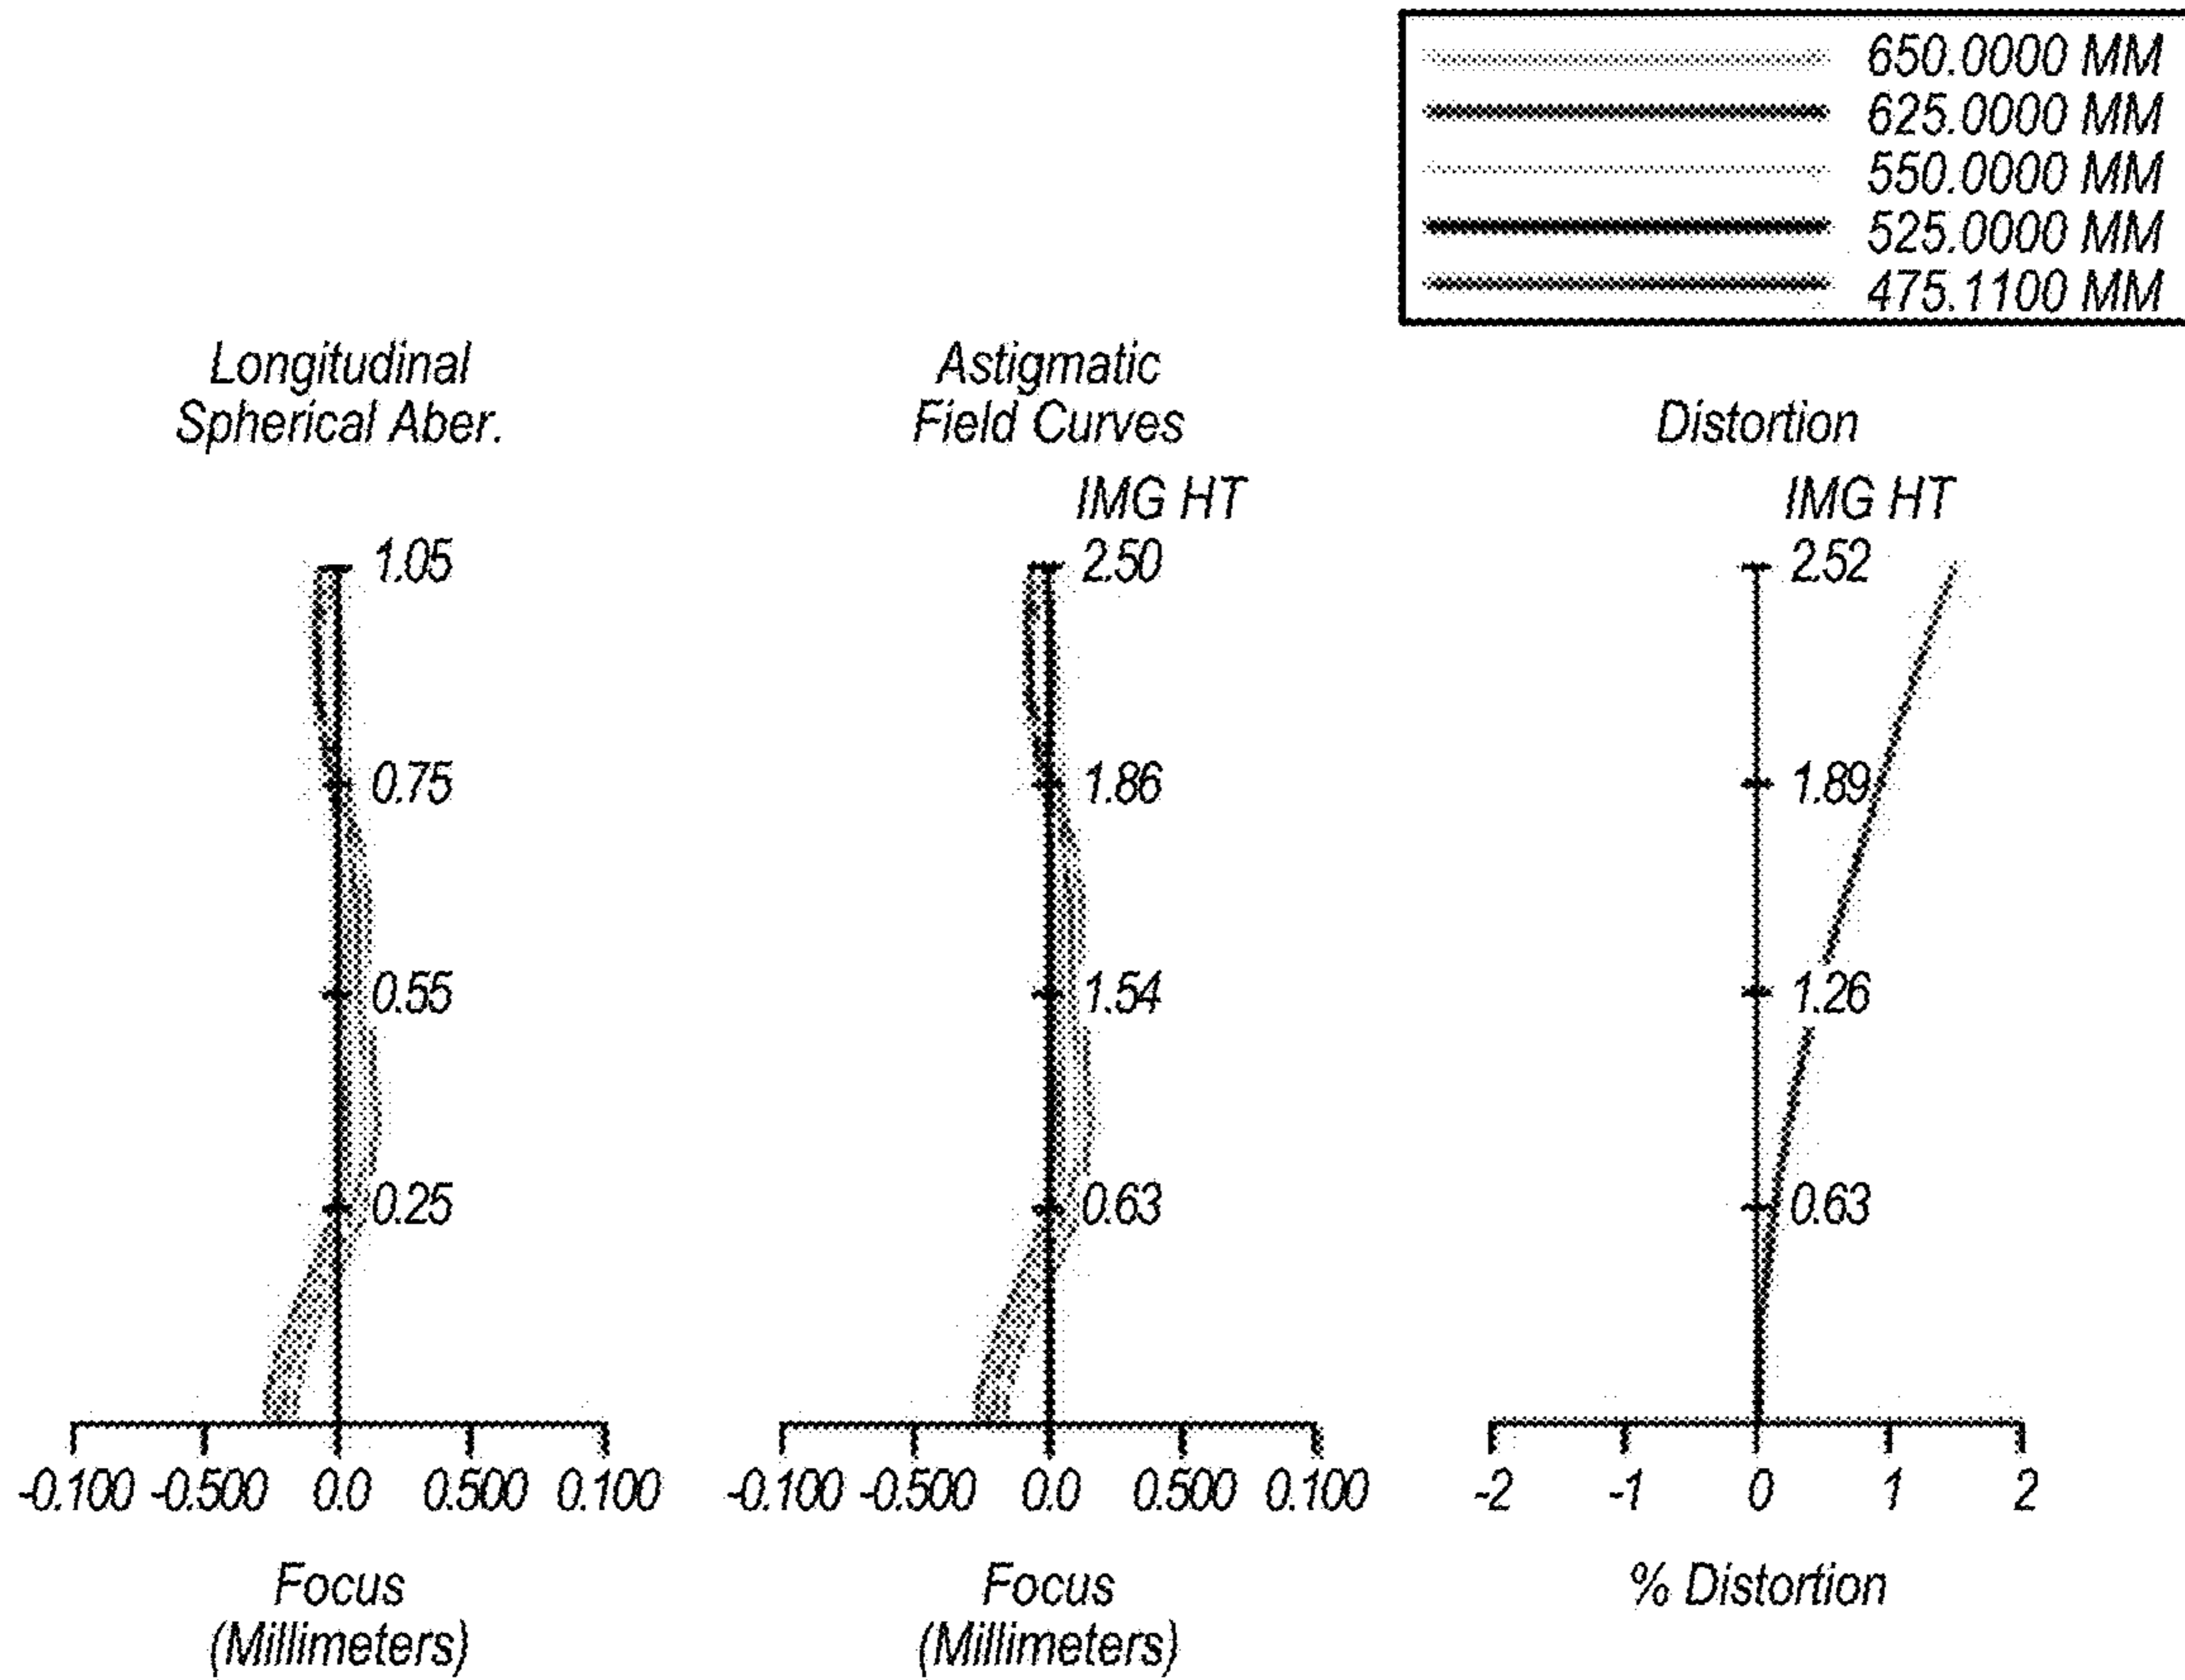 650.0000 MM
625.0000 MM
550.0000 MM
525.0000 MM
475.1100 MM
Longitudinal
Spherical Aber.
1.05
0.75
0.55
0.25
-0.100 -0.500 0.0 0.500 0.100
Focus
(Millimeters)
Astigmatic
Field Curves
IMG HT
2.50
1.86
1.54
0.63
-0.100 -0.500 0.0 0.500 0.100
Focus
(Millimeters)
Distortion
IMG HT
2.52
1.89
1.26
0.63
-2 -1 0 1 2
% Distortion